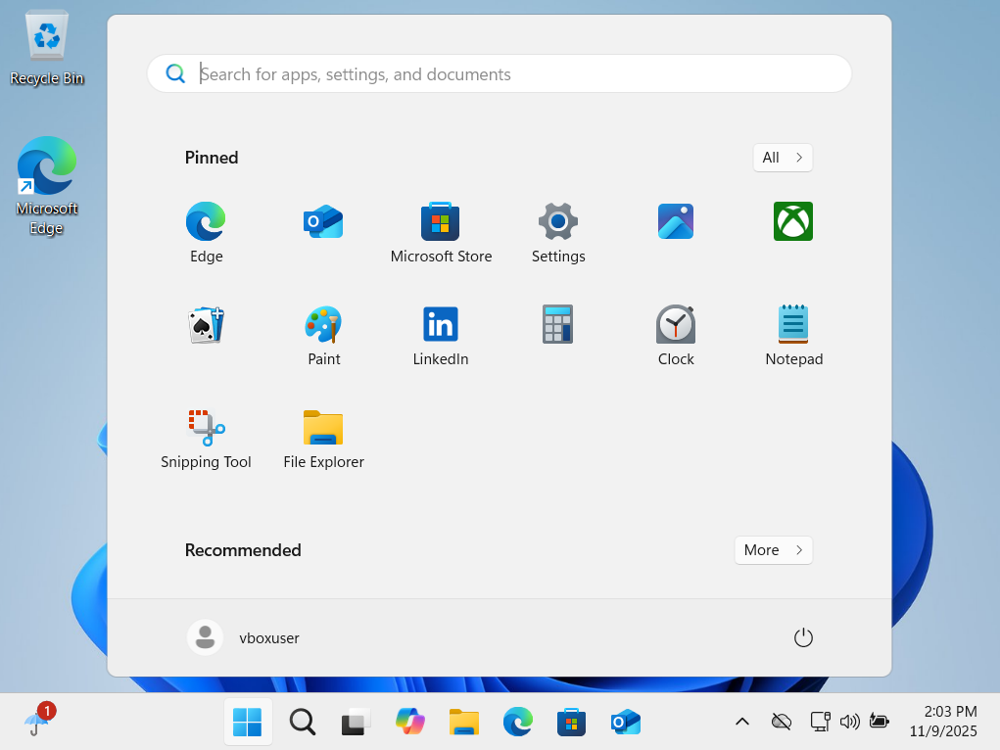 Recycle Bin
Microsoft
Edge
Search for apps, settings, and documents
Pinned
All
Edge
Microsoft Store
Settings
Paint
LinkedIn
Clock
Notepad
Snipping Tool
File Explorer
Recommended
More
vboxuser
1
2:03 PM
11/9/2025